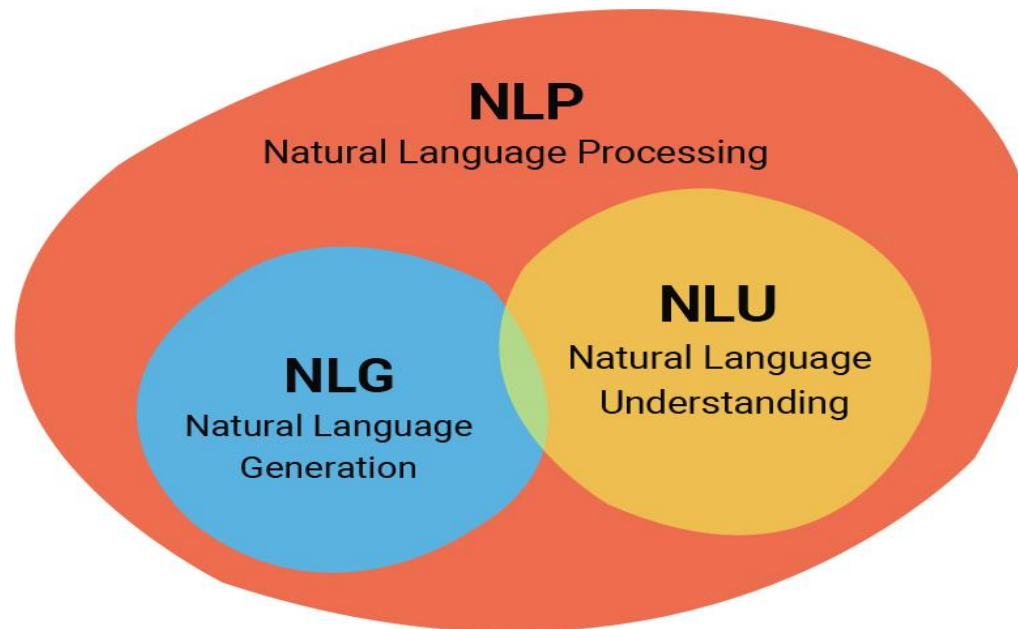 NLP
Natural Language Processing
NLG
Natural Language
Generation
NLU
Natural Language
Understanding